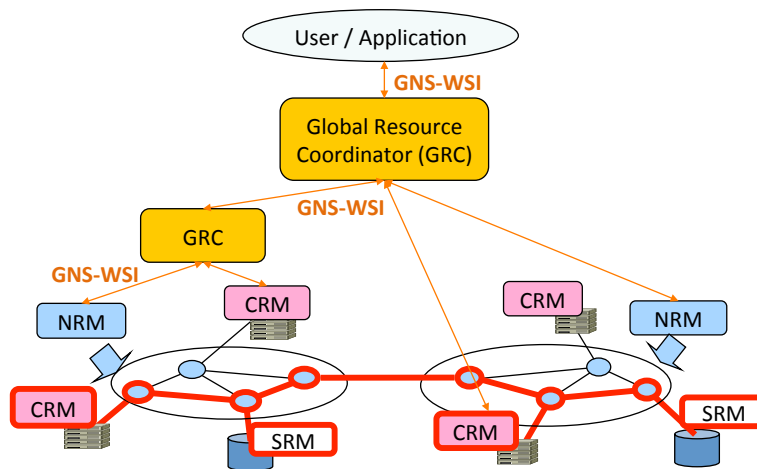 User / Application
GNS-WSI
Global Resource
Coordinator (GRC)
GNS-WSI
GRC
GNS-WSI
CRM
CRM
NRM
NRM
CRM
SRM
CRM
SRM